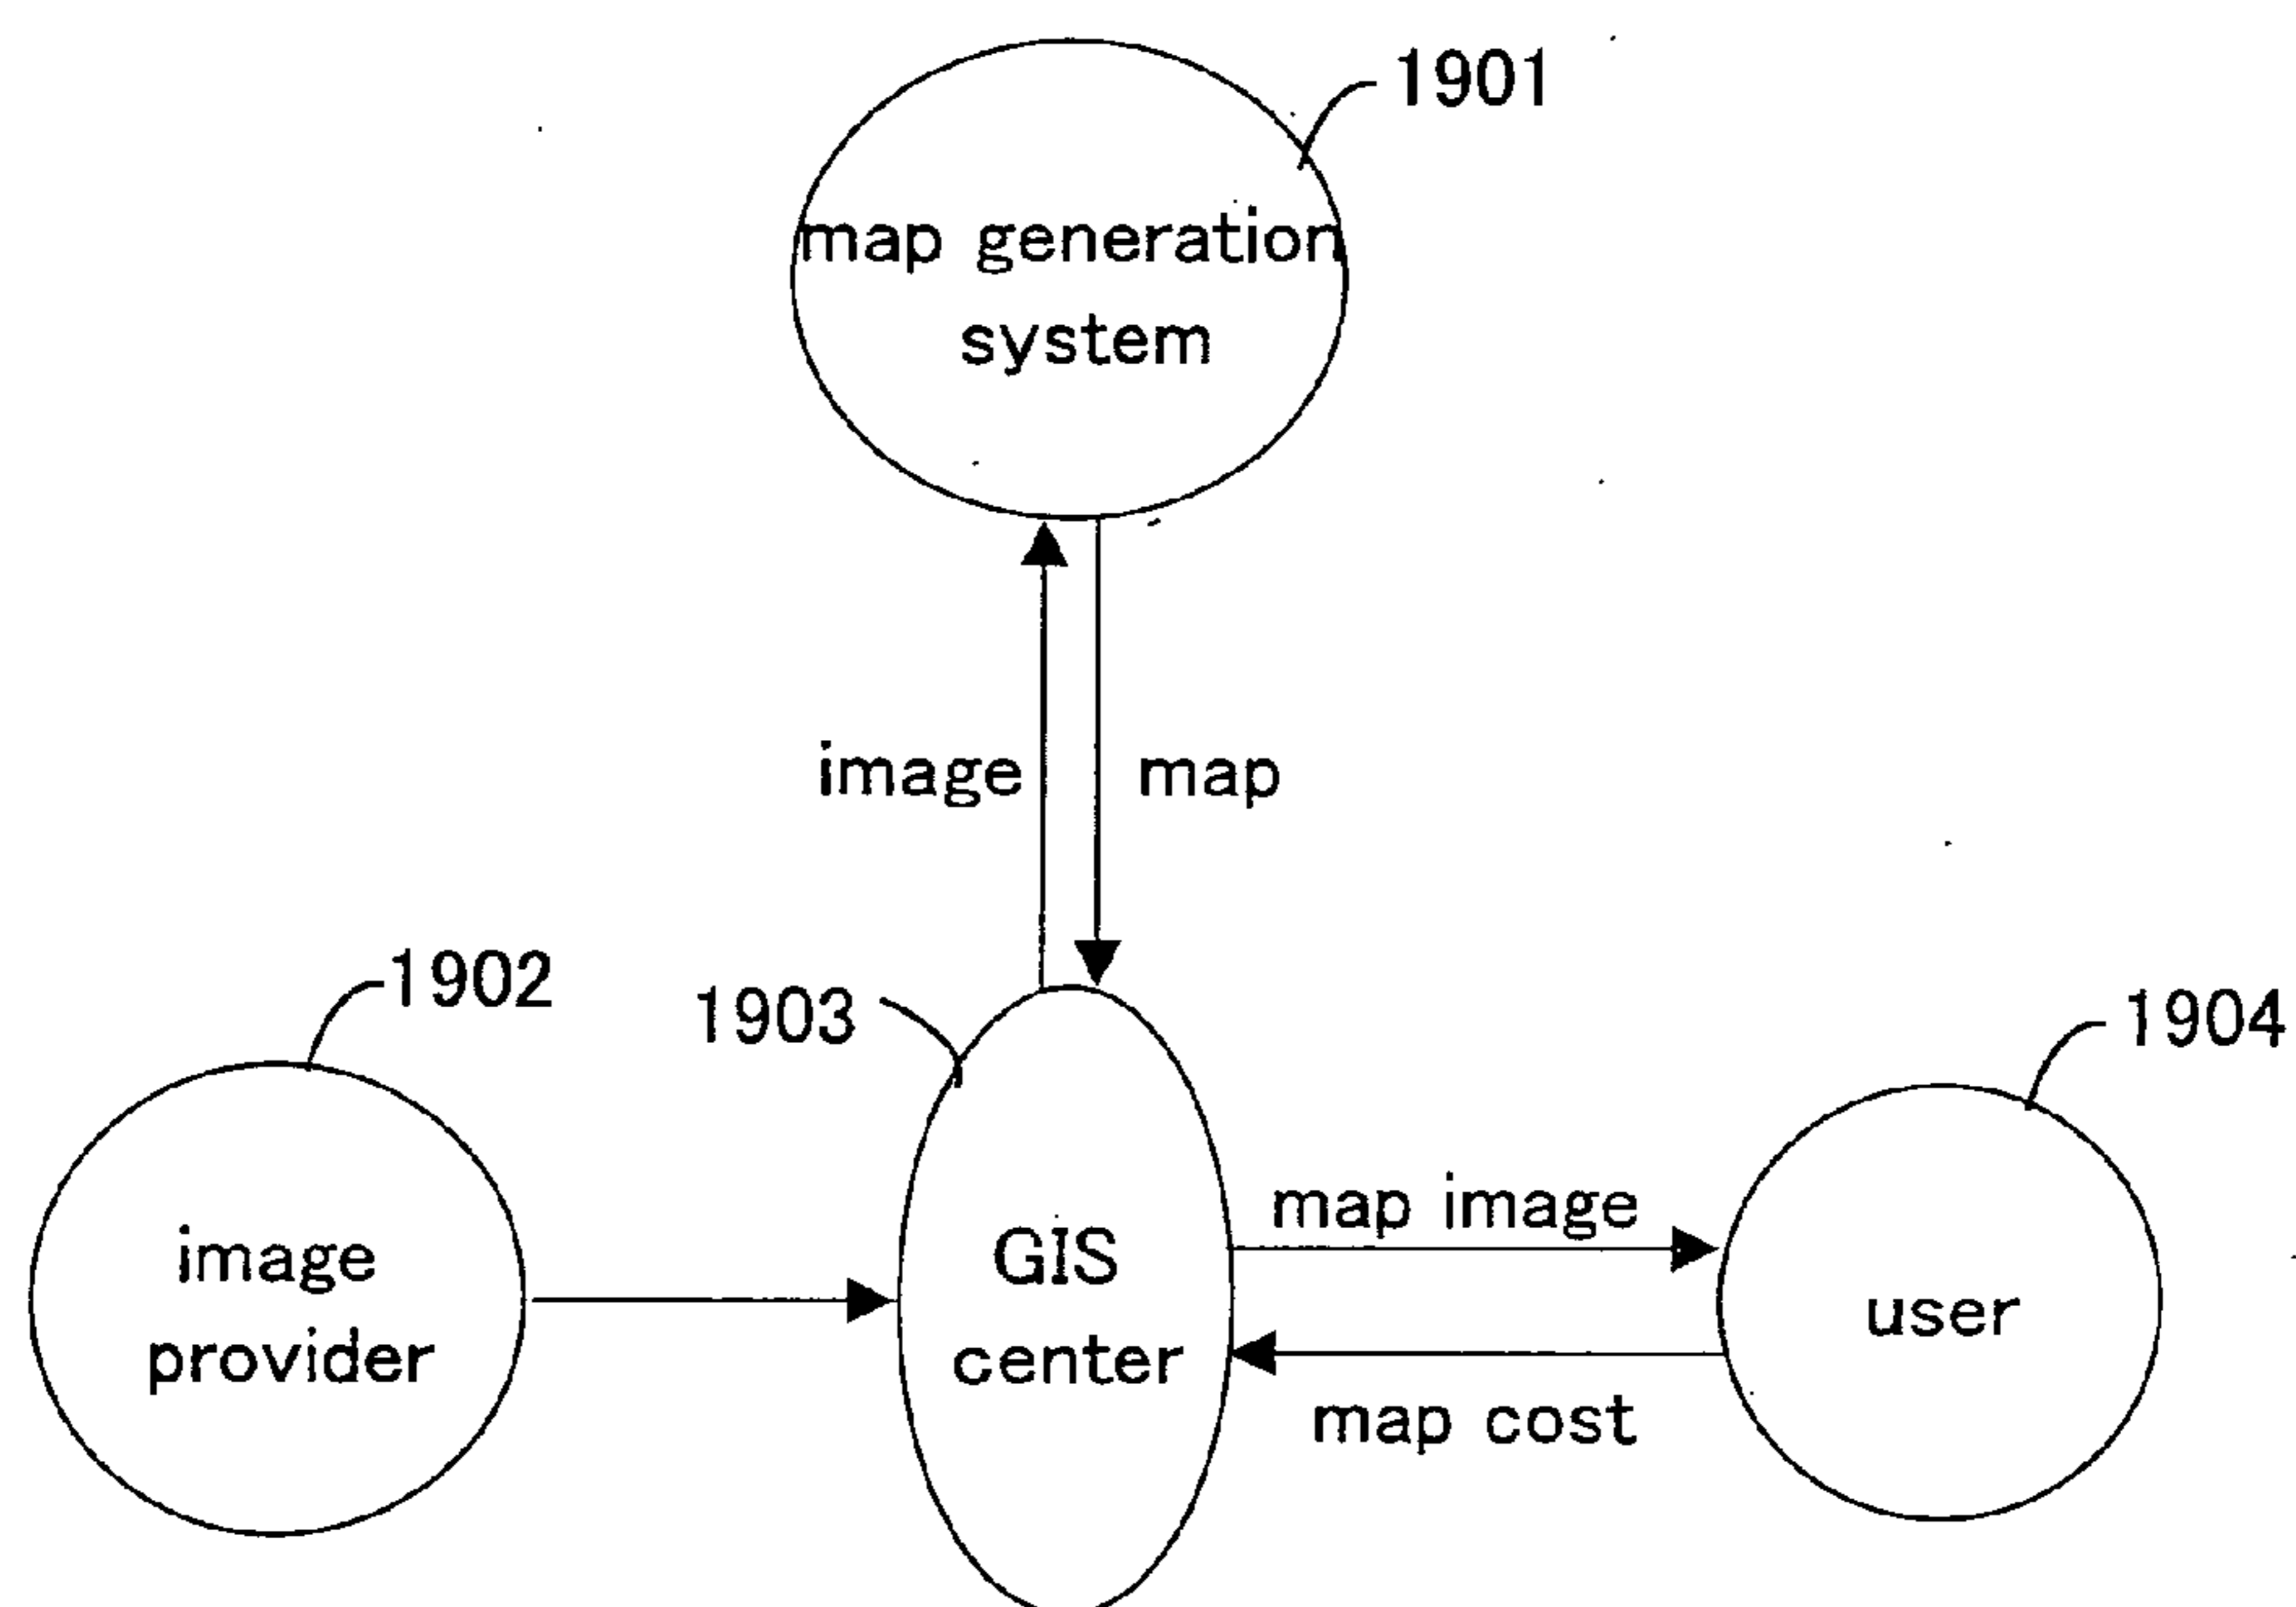 1901
map generation
system
image
map
1902
1903
1904
image
provider
GIS
center
map image
user
map cost